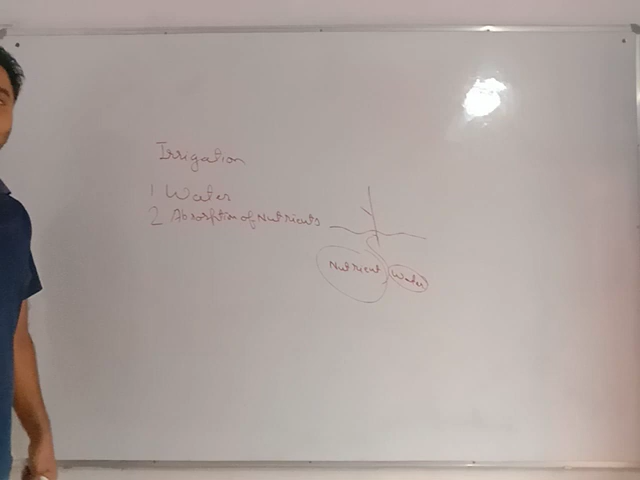 Irrigation
1 Water
2 Absorption of Nutrients
Nutrient
Water